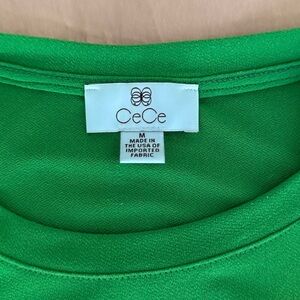 CeCe
M
MADE IN
THE USA OF
IMPORTED
FABRIC